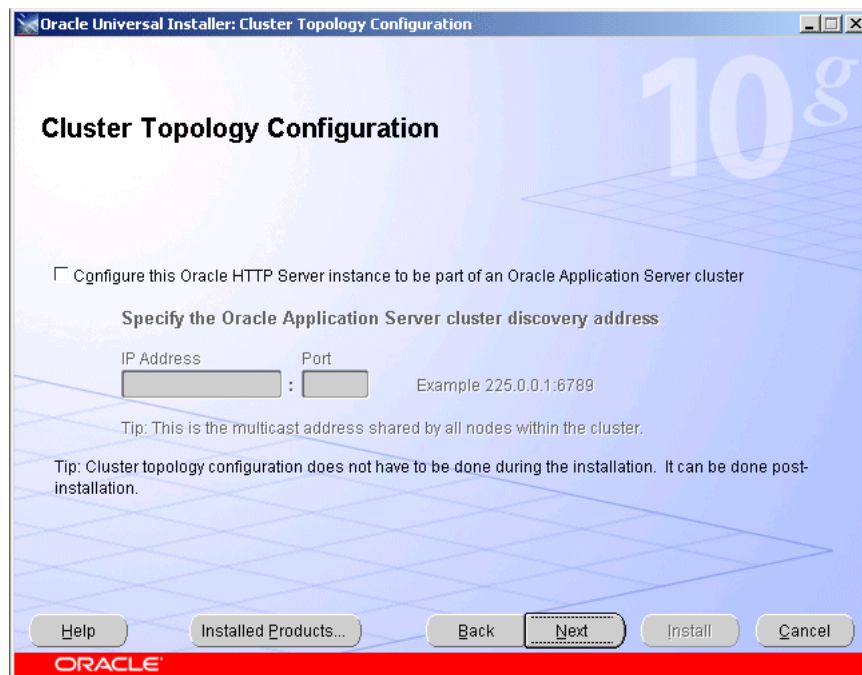 Oracle Universal Installer: Cluster Topology Configuration
10g
Cluster Topology Configuration
Configure this Oracle HTTP Server instance to be part of an Oracle Application Server cluster
Specify the Oracle Application Server cluster discovery address
IP Address Port
: Example 225.0.0.1:6789
Tip: This is the multicast address shared by all nodes within the cluster.
Tip: Cluster topology configuration does not have to be done during the installation. It can be done post-
installation.
Help Installed Products... Back Next Install Cancel
ORACLE